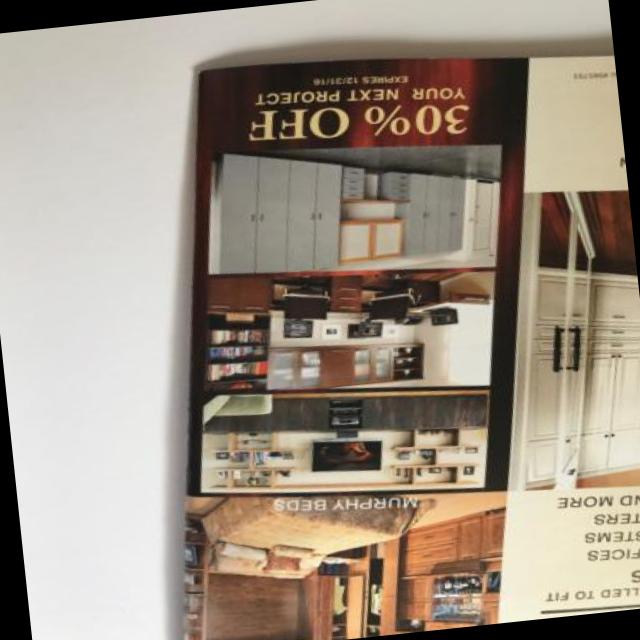 LLED TO FIT
S
FICES
STEMS
TERS
ND MORE
MURPHY BEDS
30% OFF
YOUR NEXT PROJECT
EXPIRES 12/31/16